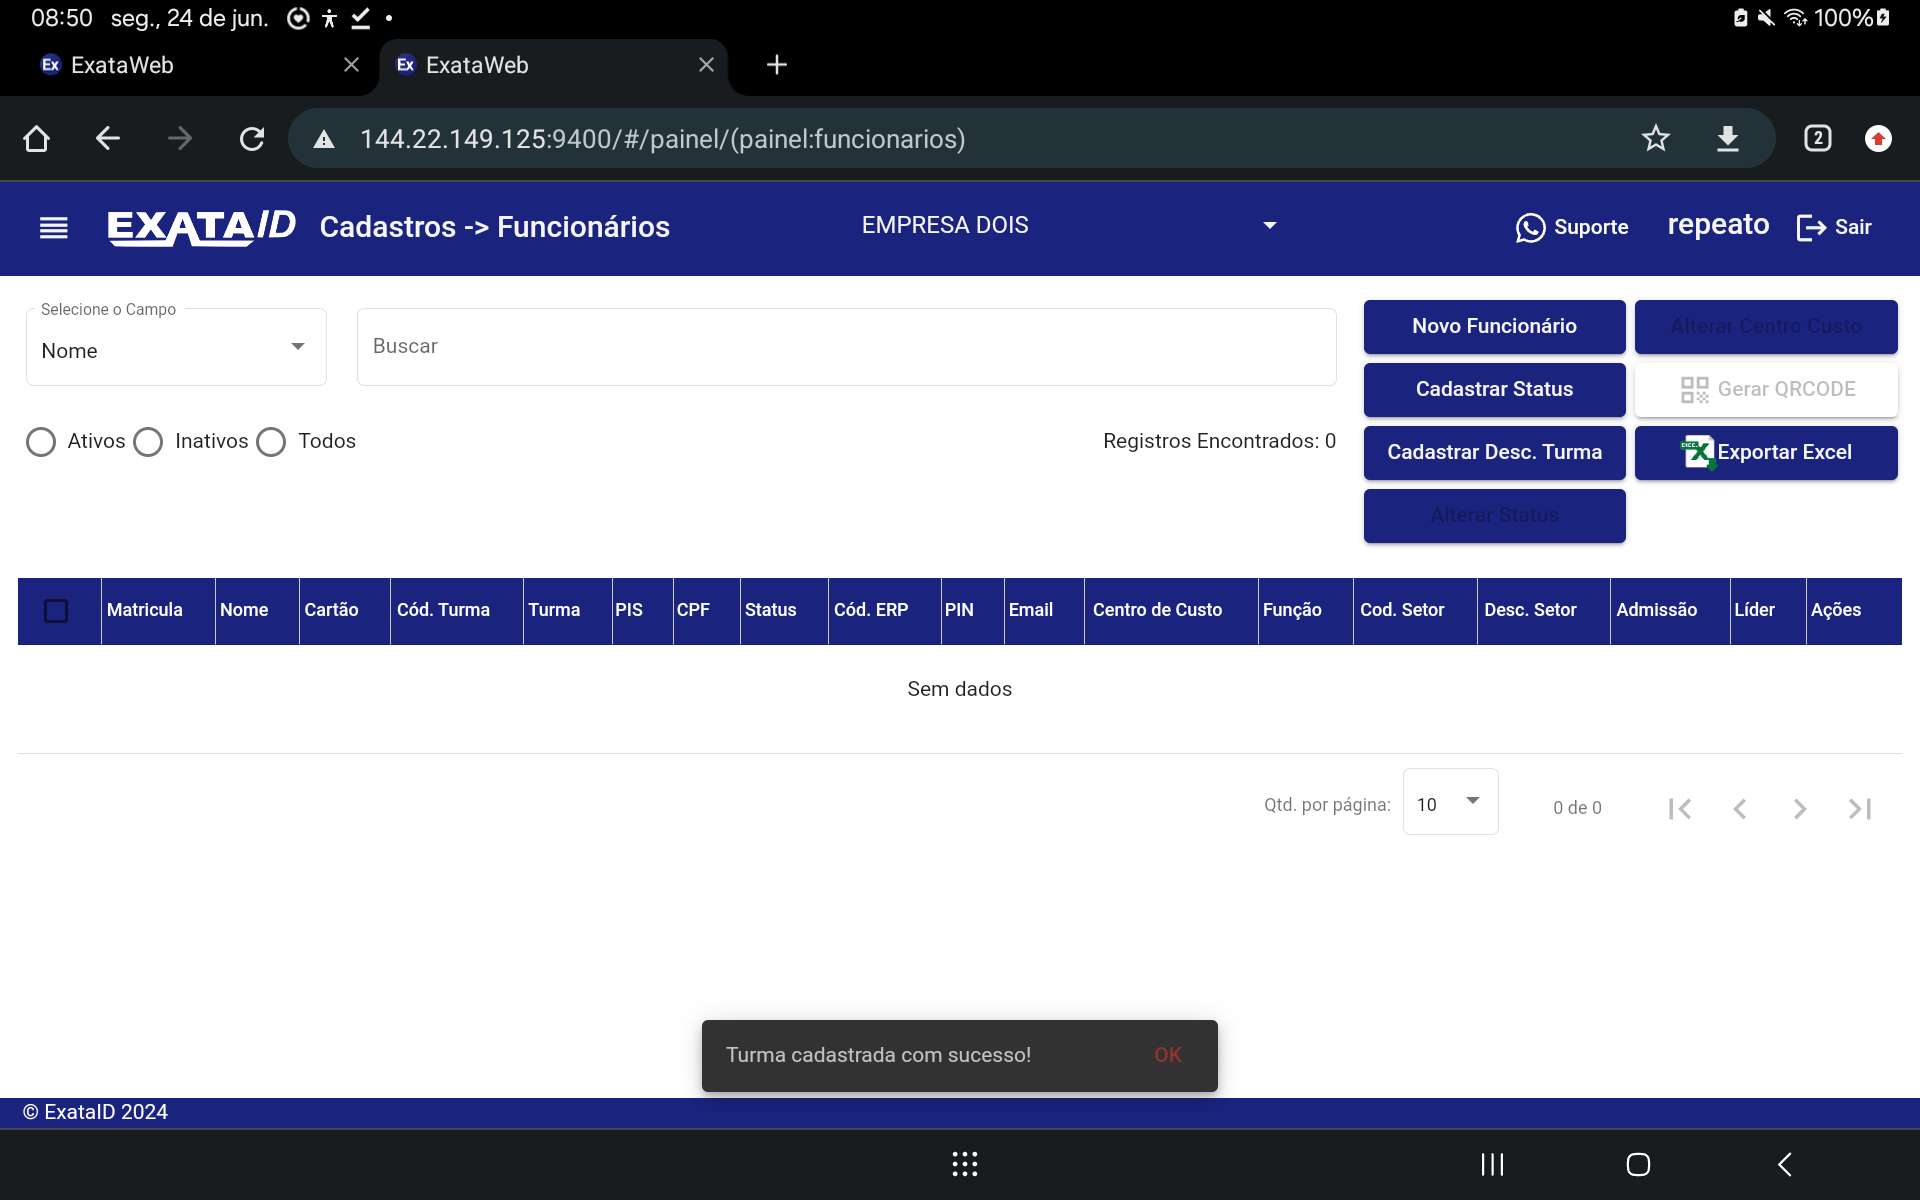 08:50 seg., 24 de jun. 100%
Ex ExataWeb Ex ExataWeb
144.22.149.125:9400/#/painel/(painel:funcionarios) 2
EXATAID Cadastros -> Funcionários EMPRESA DOIS Suporte repeato Sair
Selecione o Campo
Nome
Buscar
Novo Funcionário Alterar Centro Custo
Cadastrar Status Gerar QRCODE
Ativos Inativos Todos Registros Encontrados: 0
Cadastrar Desc. Turma Exportar Excel
Alterar Status
Matricula Nome Cartão Cód. Turma Turma PIS CPF Status Cód. ERP PIN Email Centro de Custo Função Cod. Setor Desc. Setor Admissão Líder Ações
Sem dados
Qtd. por página: 10 0 de 0
Turma cadastrada com sucesso! OK
© ExataID 2024